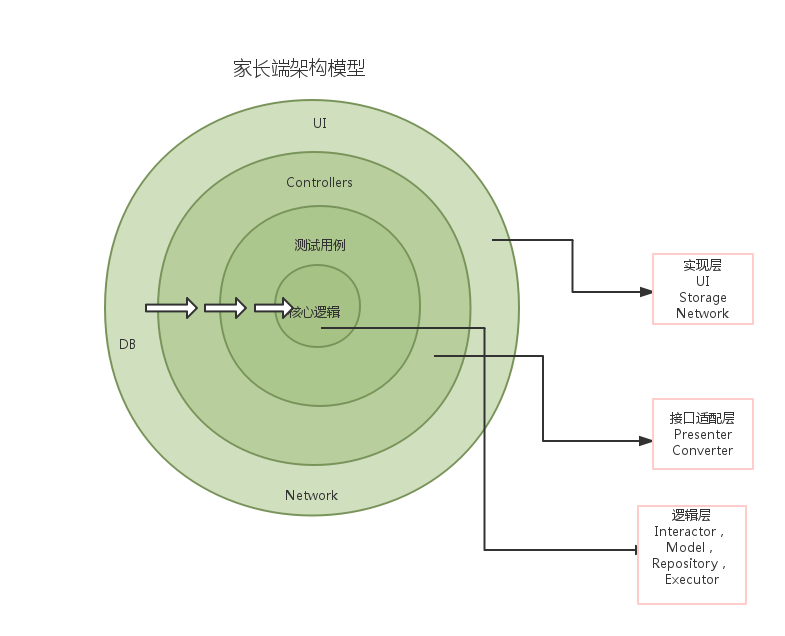 家长端架构模型
UI
Controllers
测试用例
核心逻辑
DB
Network
实现层
UI
Storage
Network
接口适配层
Presenter
Converter
逻辑层
Interactor，
Model，
Repository，
Executor